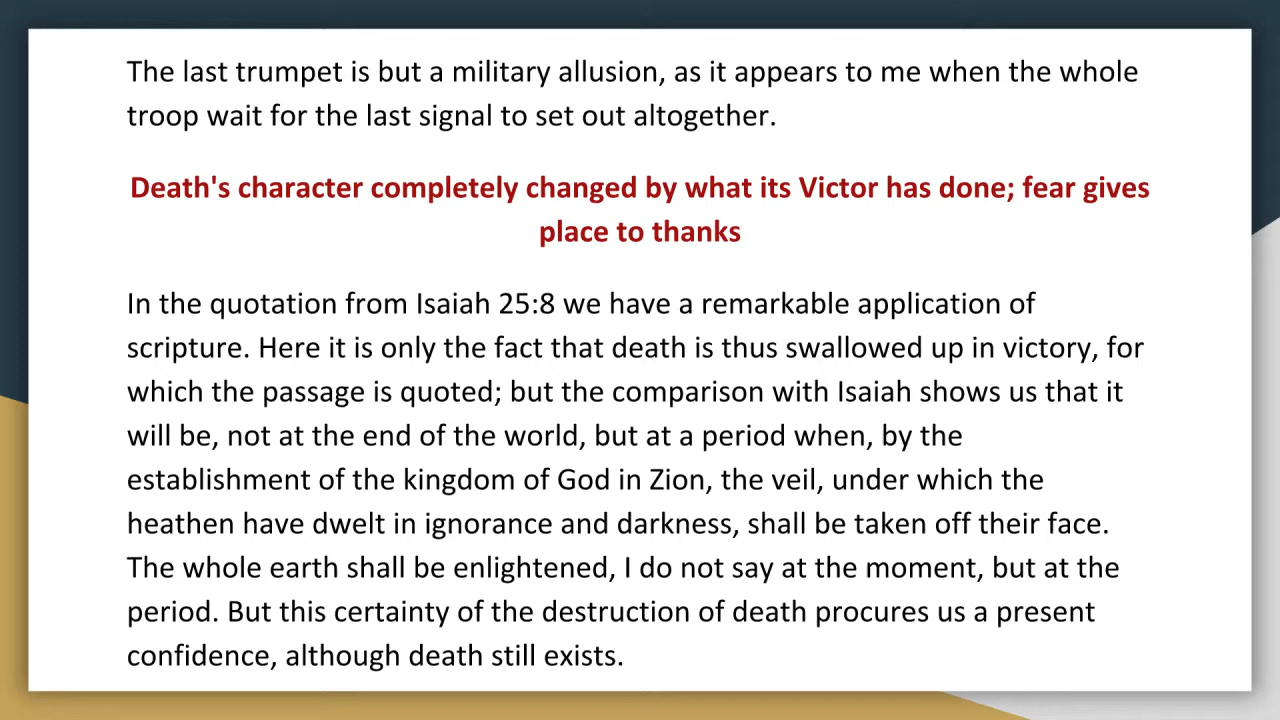 The last trumpet is but a military allusion, as it appears to me when the whole
troop wait for the last signal to set out altogether.
Death's character completely changed by what its Victor has done; fear gives
place to thanks
In the quotation from Isaiah 25:8 we have a remarkable application of
scripture. Here it is only the fact that death is thus swallowed up in victory, for
which the passage is quoted; but the comparison with Isaiah shows us that it
will be, not at the end of the world, but at a period when, by the
establishment of the kingdom of God in Zion, the veil, under which the
heathen have dwelt in ignorance and darkness, shall be taken off their face.
The whole earth shall be enlightened, I do not say at the moment, but at the
period. But this certainty of the destruction of death procures us a present
confidence, although death still exists.